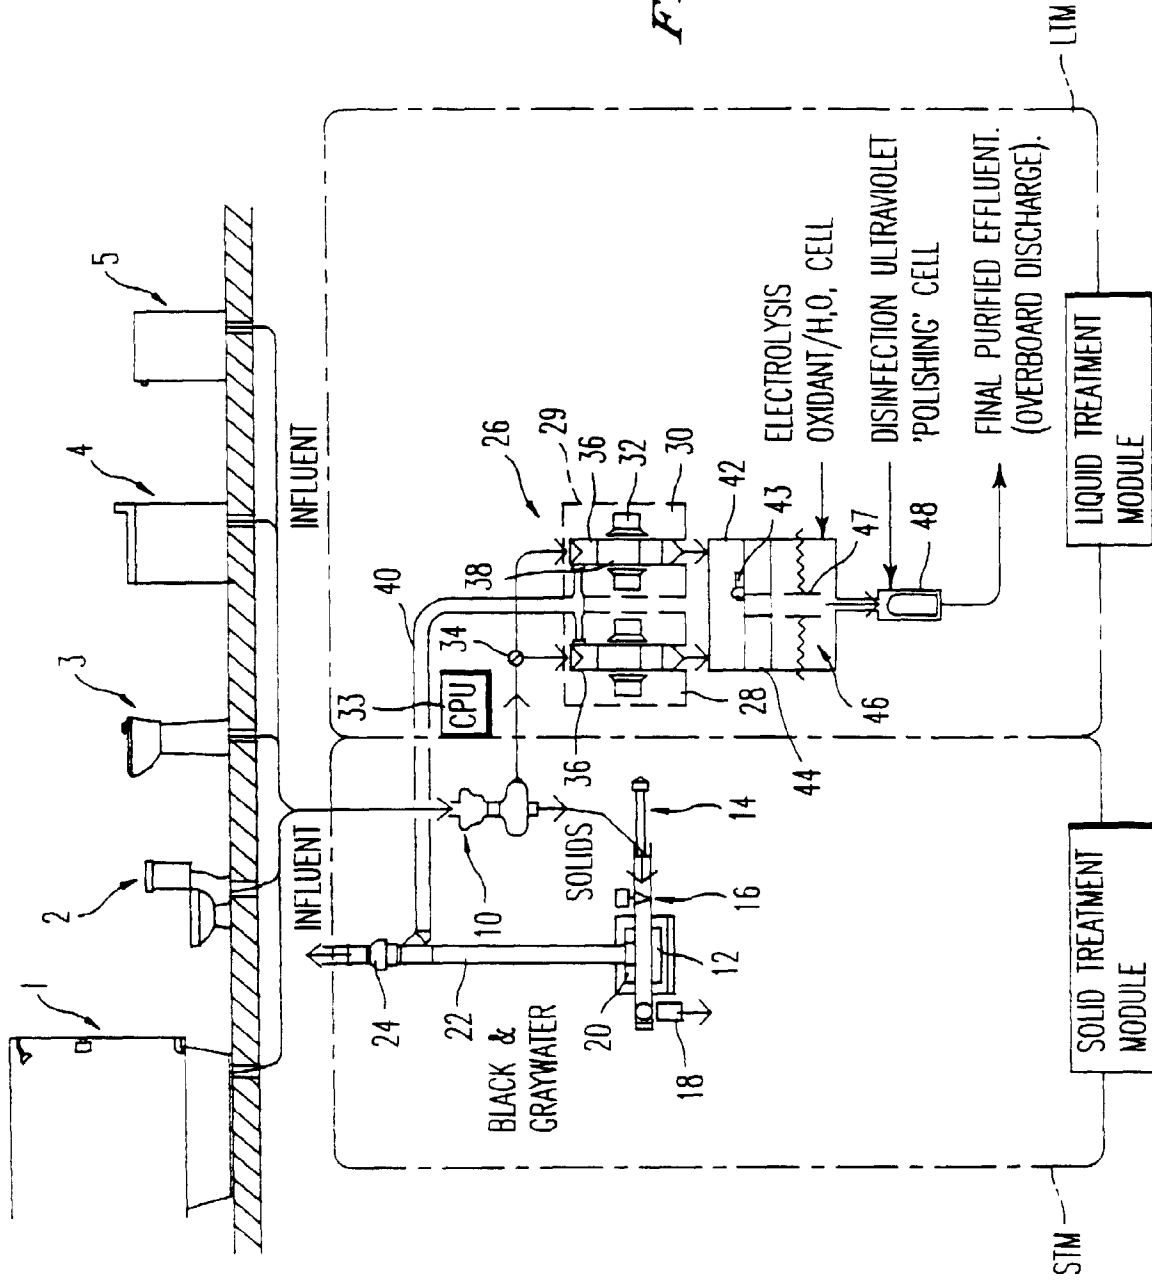 1
2
3
4
5
INFLUENT
INFLUENT
24
22
BLACK &
GRAYWATER
20
18
12
16
14
10
SOLIDS
33
CPU
34
40
38
26
29
36
32
30
28
36
42
43
44
46
47
48
ELECTROLYSIS
OXIDANT/H₂O, CELL
DISINFECTION ULTRAVIOLET
'POLISHING' CELL
FINAL PURIFIED EFFLUENT.
(OVERBOARD DISCHARGE).
SOLID TREATMENT
MODULE
LIQUID TREATMENT
MODULE
STM
LTM